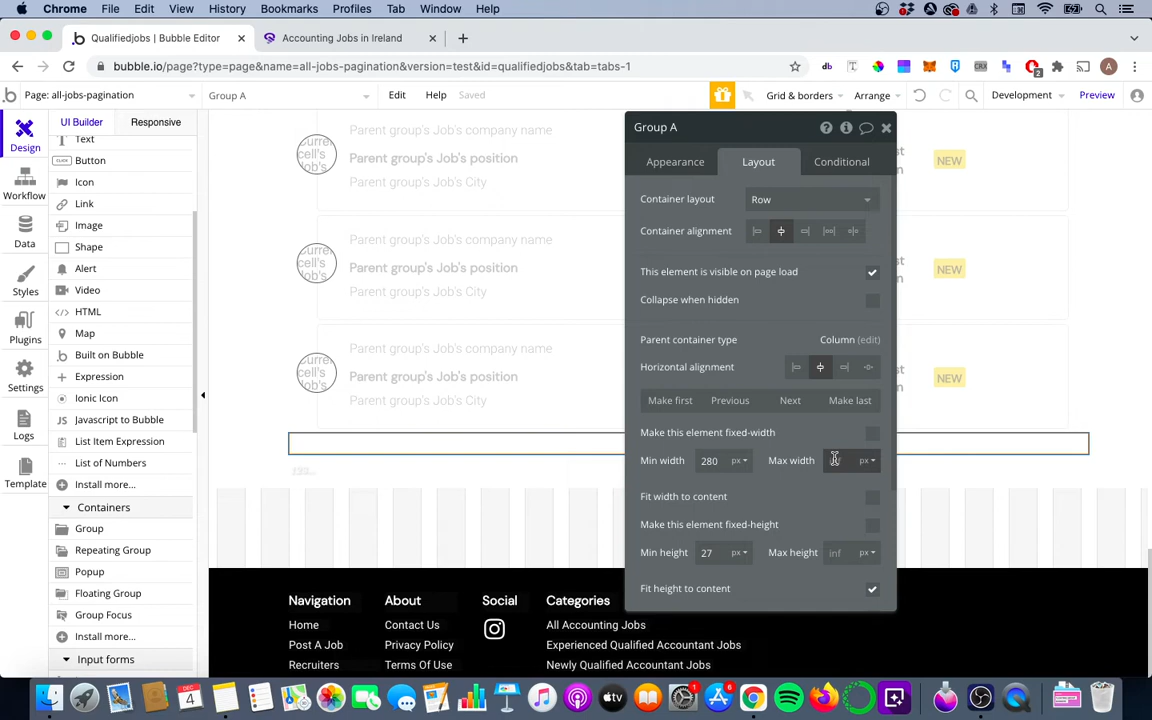 Chrome File Edit View History Bookmarks Profiles Tab Window Help
Qualifiedjobs | Bubble Editor
Accounting Jobs in Ireland
bubble.io/page?type=page&name=all-jobs-pagination&version=test&id=qualifiedjobs&tab=tabs-1
Page: all-jobs-pagination
Group A
Edit Help Saved
Grid & borders
Arrange
Development
Preview
Design
Workflow
Data
Styles
Plugins
Settings
Logs
Template
UI Builder Responsive
Text
Button
Icon
Link
Image
Shape
Alert
Video
HTML
Map
Built on Bubble
Expression
Ionic Icon
Javascript to Bubble
List Item Expression
List of Numbers
Install more...
Containers
Group
Repeating Group
Popup
Floating Group
Group Focus
Install more...
Input forms
Parent group's Job's company name
Parent group's Job's position
Parent group's Job's City
NEW
Parent group's Job's company name
Parent group's Job's position
Parent group's Job's City
NEW
Parent group's Job's company name
Parent group's Job's position
Parent group's Job's City
NEW
Group A
Appearance Layout Conditional
Container layout Row
Container alignment
This element is visible on page load
Collapse when hidden
Parent container type Column (edit)
Horizontal alignment
Make first Previous Next Make last
Make this element fixed-width
Min width 280 px Max width px
Fit width to content
Make this element fixed-height
Min height 27 px Max height inf px
Fit height to content
Navigation
Home
Post A Job
Recruiters
About
Contact Us
Privacy Policy
Terms Of Use
Social
Categories
All Accounting Jobs
Experienced Qualified Accountant Jobs
Newly Qualified Accountant Jobs